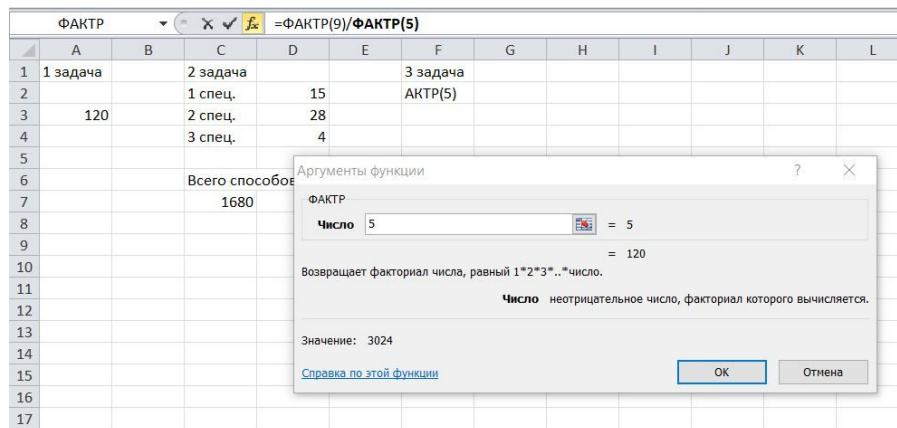 ФАКТР =ФАКТР(9)/ФАКТР(5)
A B C D E F G H I J K L
1 1 задача 2 задача 3 задача
2 1 спец. 15 АКТР(5)
3 120 2 спец. 28
4 3 спец. 4
5
6 Всего способов
7 1680
8
9
10
11
12
13
14
15
16
17
Аргументы функции ?
ФАКТР
Число 5 = 5
= 120
Возвращает факториал числа, равный 1*2*3*..*число.
Число неотрицательное число, факториал которого вычисляется.
Значение: 3024
Справка по этой функции OK Отмена